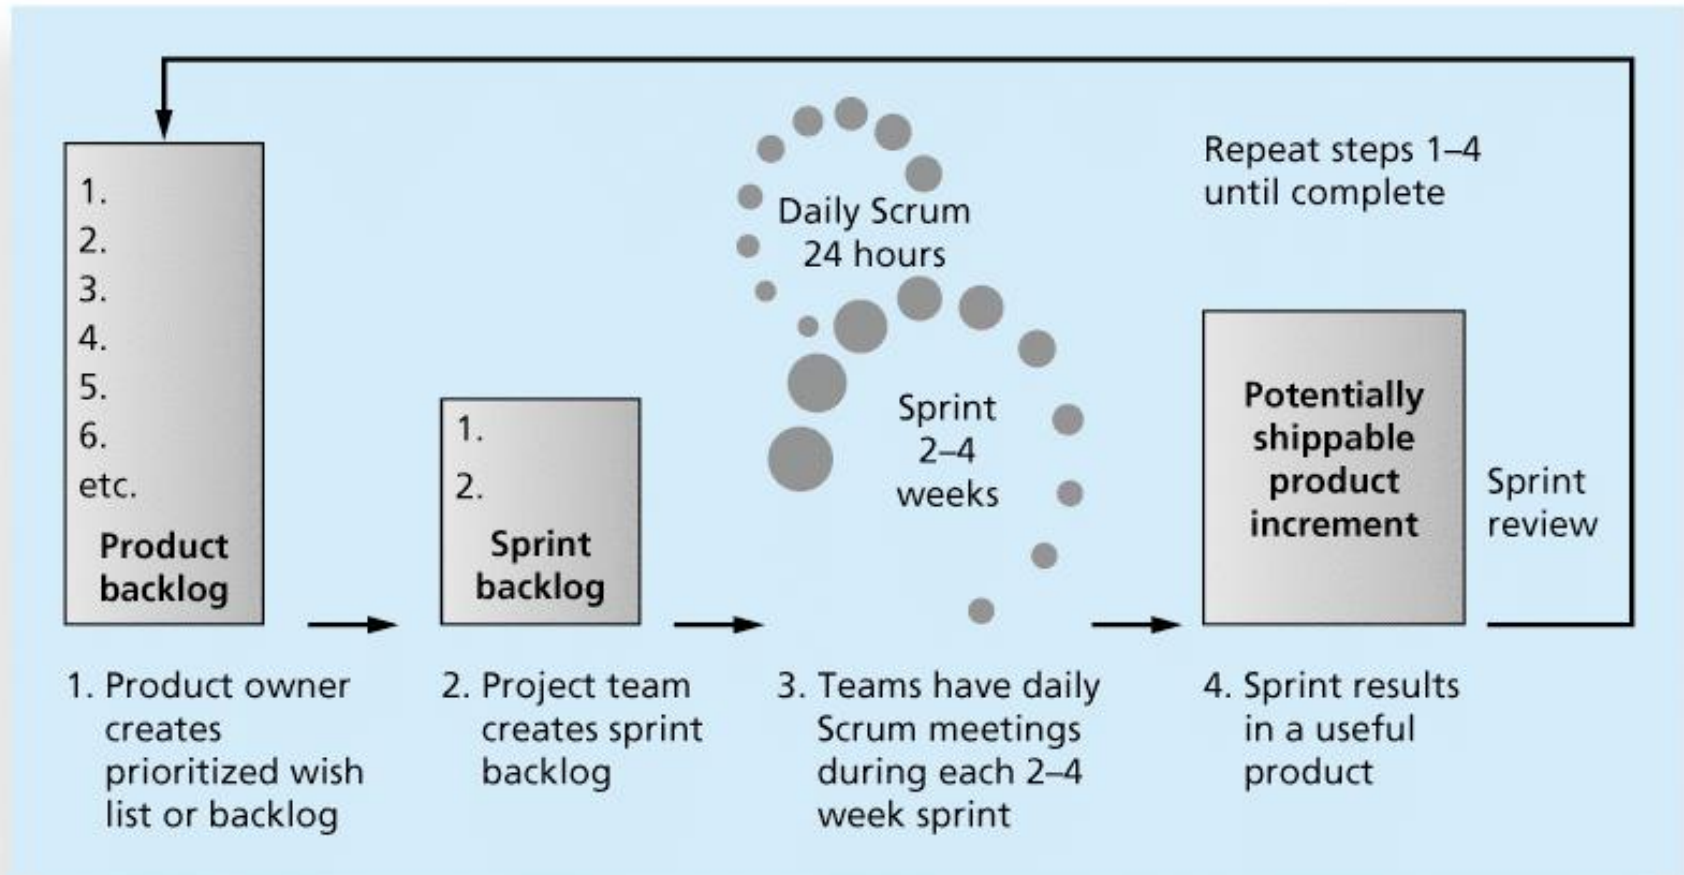 1.
2.
3.
4.
5.
6.
etc.
Product
backlog
1.
2.
Sprint
backlog
Daily Scrum
24 hours
Sprint
2–4
weeks
Repeat steps 1–4
until complete
Potentially
shippable
product
increment
Sprint
review
1. Product owner
creates
prioritized wish
list or backlog
2. Project team
creates sprint
backlog
3. Teams have daily
Scrum meetings
during each 2–4
week sprint
4. Sprint results
in a useful
product